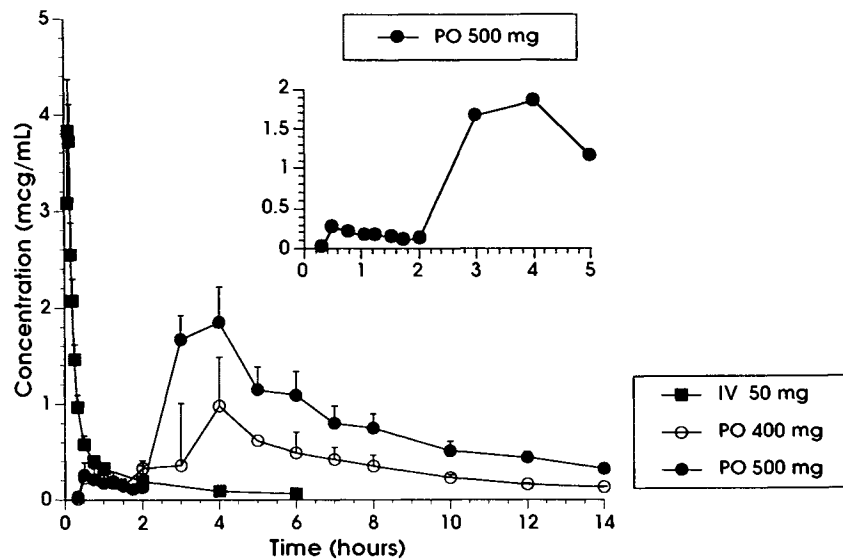 PO 500 mg
5
4
3
2
1
0
Concentration (mcg/mL)
2
1.5
1
0.5
0
0 1 2 3 4 5
0 2 4 6 8 10 12 14
Time (hours)
IV 50 mg
PO 400 mg
PO 500 mg